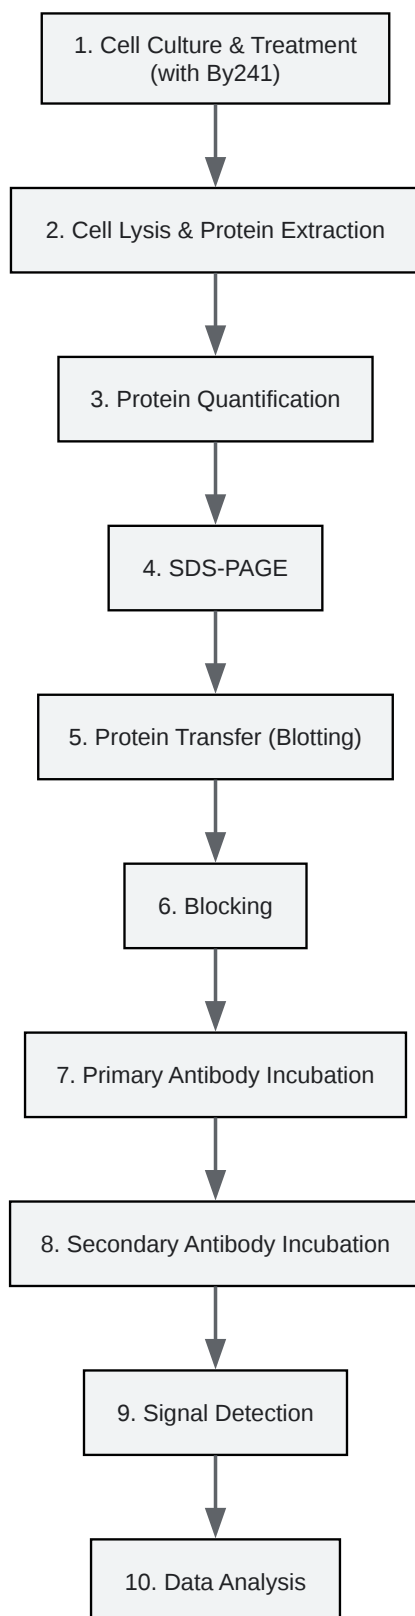 1. Cell Culture & Treatment
(with By241)
2. Cell Lysis & Protein Extraction
3. Protein Quantification
4. SDS-PAGE
5. Protein Transfer (Blotting)
6. Blocking
7. Primary Antibody Incubation
8. Secondary Antibody Incubation
9. Signal Detection
10. Data Analysis